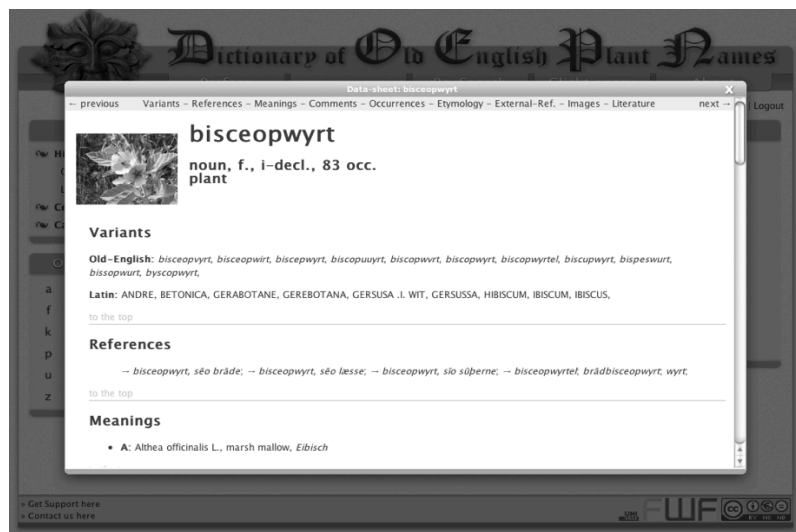 Dictionary of Old English Plant Names
Data-sheet: bisceopwyrt X
← previous Variants – References – Meanings – Comments – Occurrences – Etymology – External-Ref. – Images – Literature next →
Logout
bisceopwyrt
noun, f., i-decl., 83 occ.
plant
Variants
Old-English: bisceopvyrt, bisceopwirt, biscepwyrt, biscopuuyrt, biscopwvrt, biscopwyrt, biscopwyrtel, biscupwyrt, bispeswurt,
bissopwurt, byscopwyrt,
Latin: ANDRE, BETONICA, GERABOTANE, GEREBOTANA, GERSUSA .I. WIT, GERSUSSA, HIBISCUM, IBISCUM, IBISCUS,
to the top
References
→ bisceopwyrt, sēo brāde; → bisceopwyrt, sēo læsse; → bisceopwyrt, sīo sūþerne; → bisceopwyrtel; brādbisceopwyrt; wyrt;
to the top
Meanings
• A: Althea officinalis L., marsh mallow, Eibisch
a
f
k
p
u
z
» Get Support here
» Contact us here
FWF
cc
BY NC ND